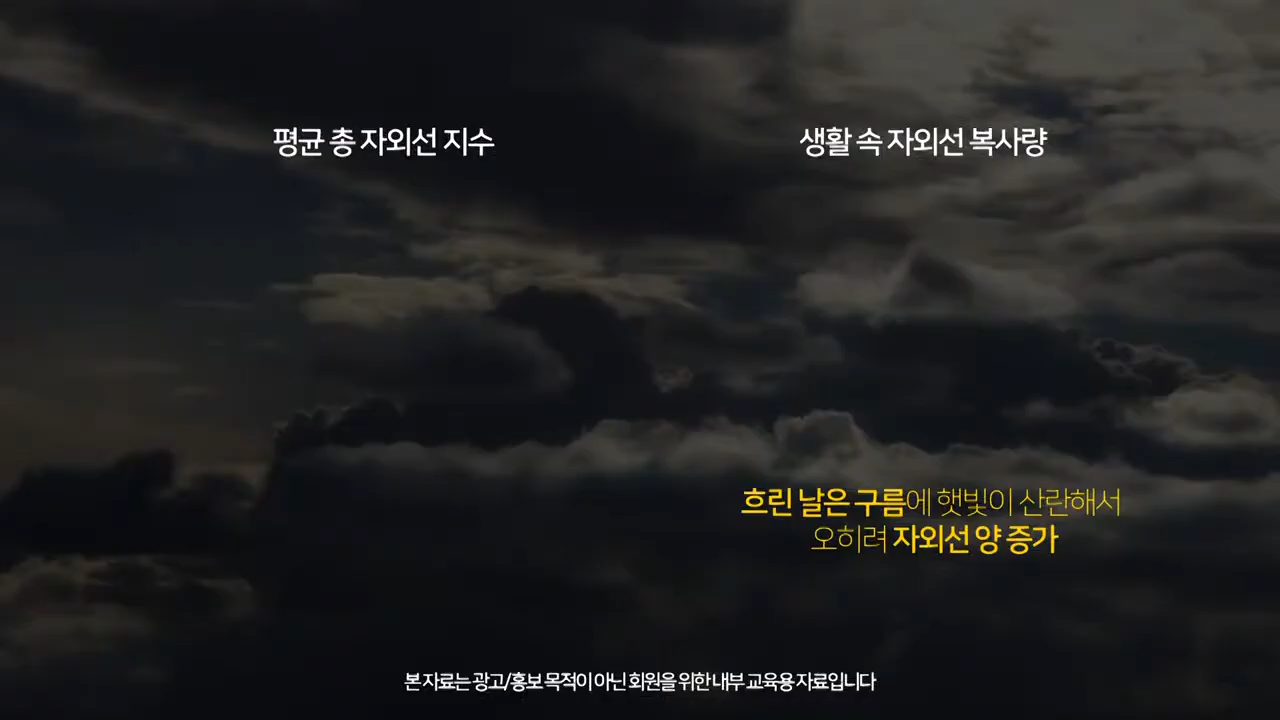 평균 총 자외선 지수
생활 속 자외선 복사량
흐린 날은 구름에 햇빛이 산란해서
오히려 자외선 양 증가
본 자료는 광고/홍보 목적이 아닌 회원을 위한 내부 교육용 자료입니다